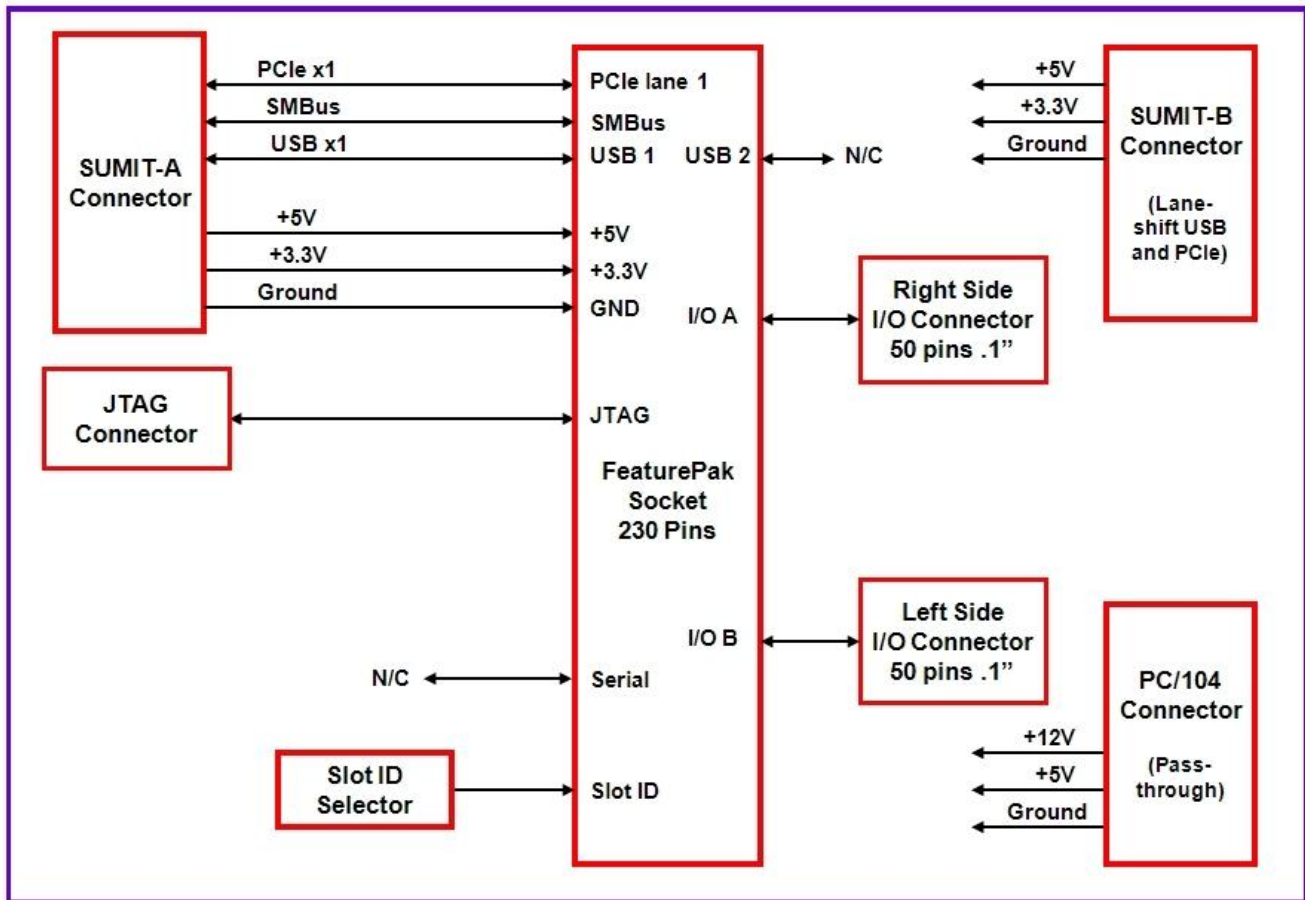 SUMIT-A
Connector
PCIe x1
SMBus
USB x1
+5V
+3.3V
Ground
JTAG
Connector
N/C
Slot ID
Selector
PCIe lane 1
SMBus
USB 1
USB 2
+5V
+3.3V
GND
I/O A
JTAG
FeaturePak
Socket
230 Pins
I/O B
Serial
Slot ID
N/C
Right Side
I/O Connector
50 pins .1”
Left Side
I/O Connector
50 pins .1”
+5V
+3.3V
Ground
SUMIT-B
Connector
(Lane-
shift USB
and PCIe)
+12V
+5V
Ground
PC/104
Connector
(Pass-
through)